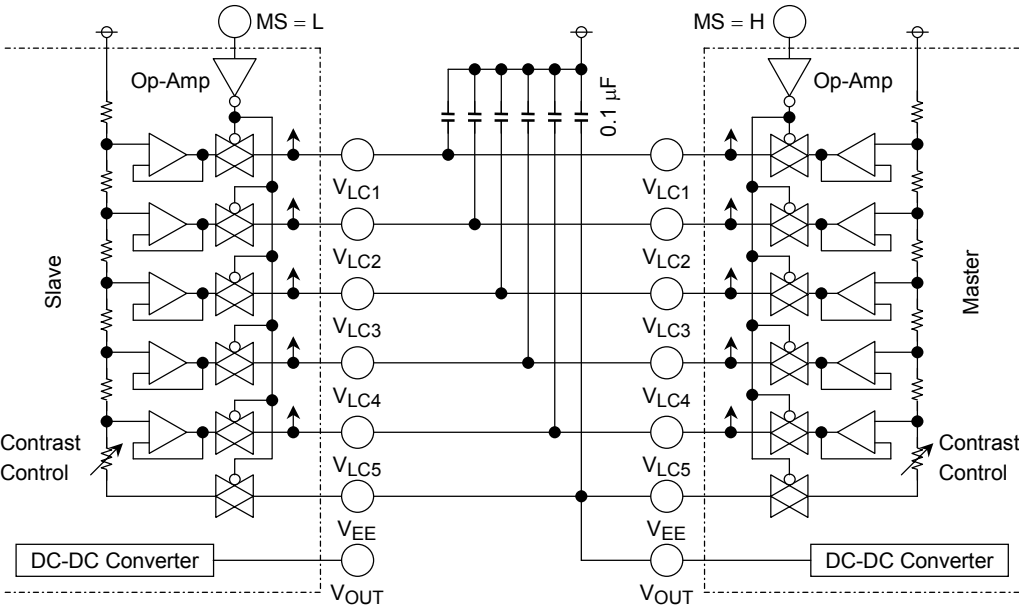 MS = L
MS = H
Op-Amp
Op-Amp
0.1 μF
Slave
Master
VLC1
VLC1
VLC2
VLC2
VLC3
VLC3
VLC4
VLC4
Contrast
Control
Contrast
Control
VLC5
VLC5
VEE
VEE
DC-DC Converter
DC-DC Converter
VOUT
VOUT